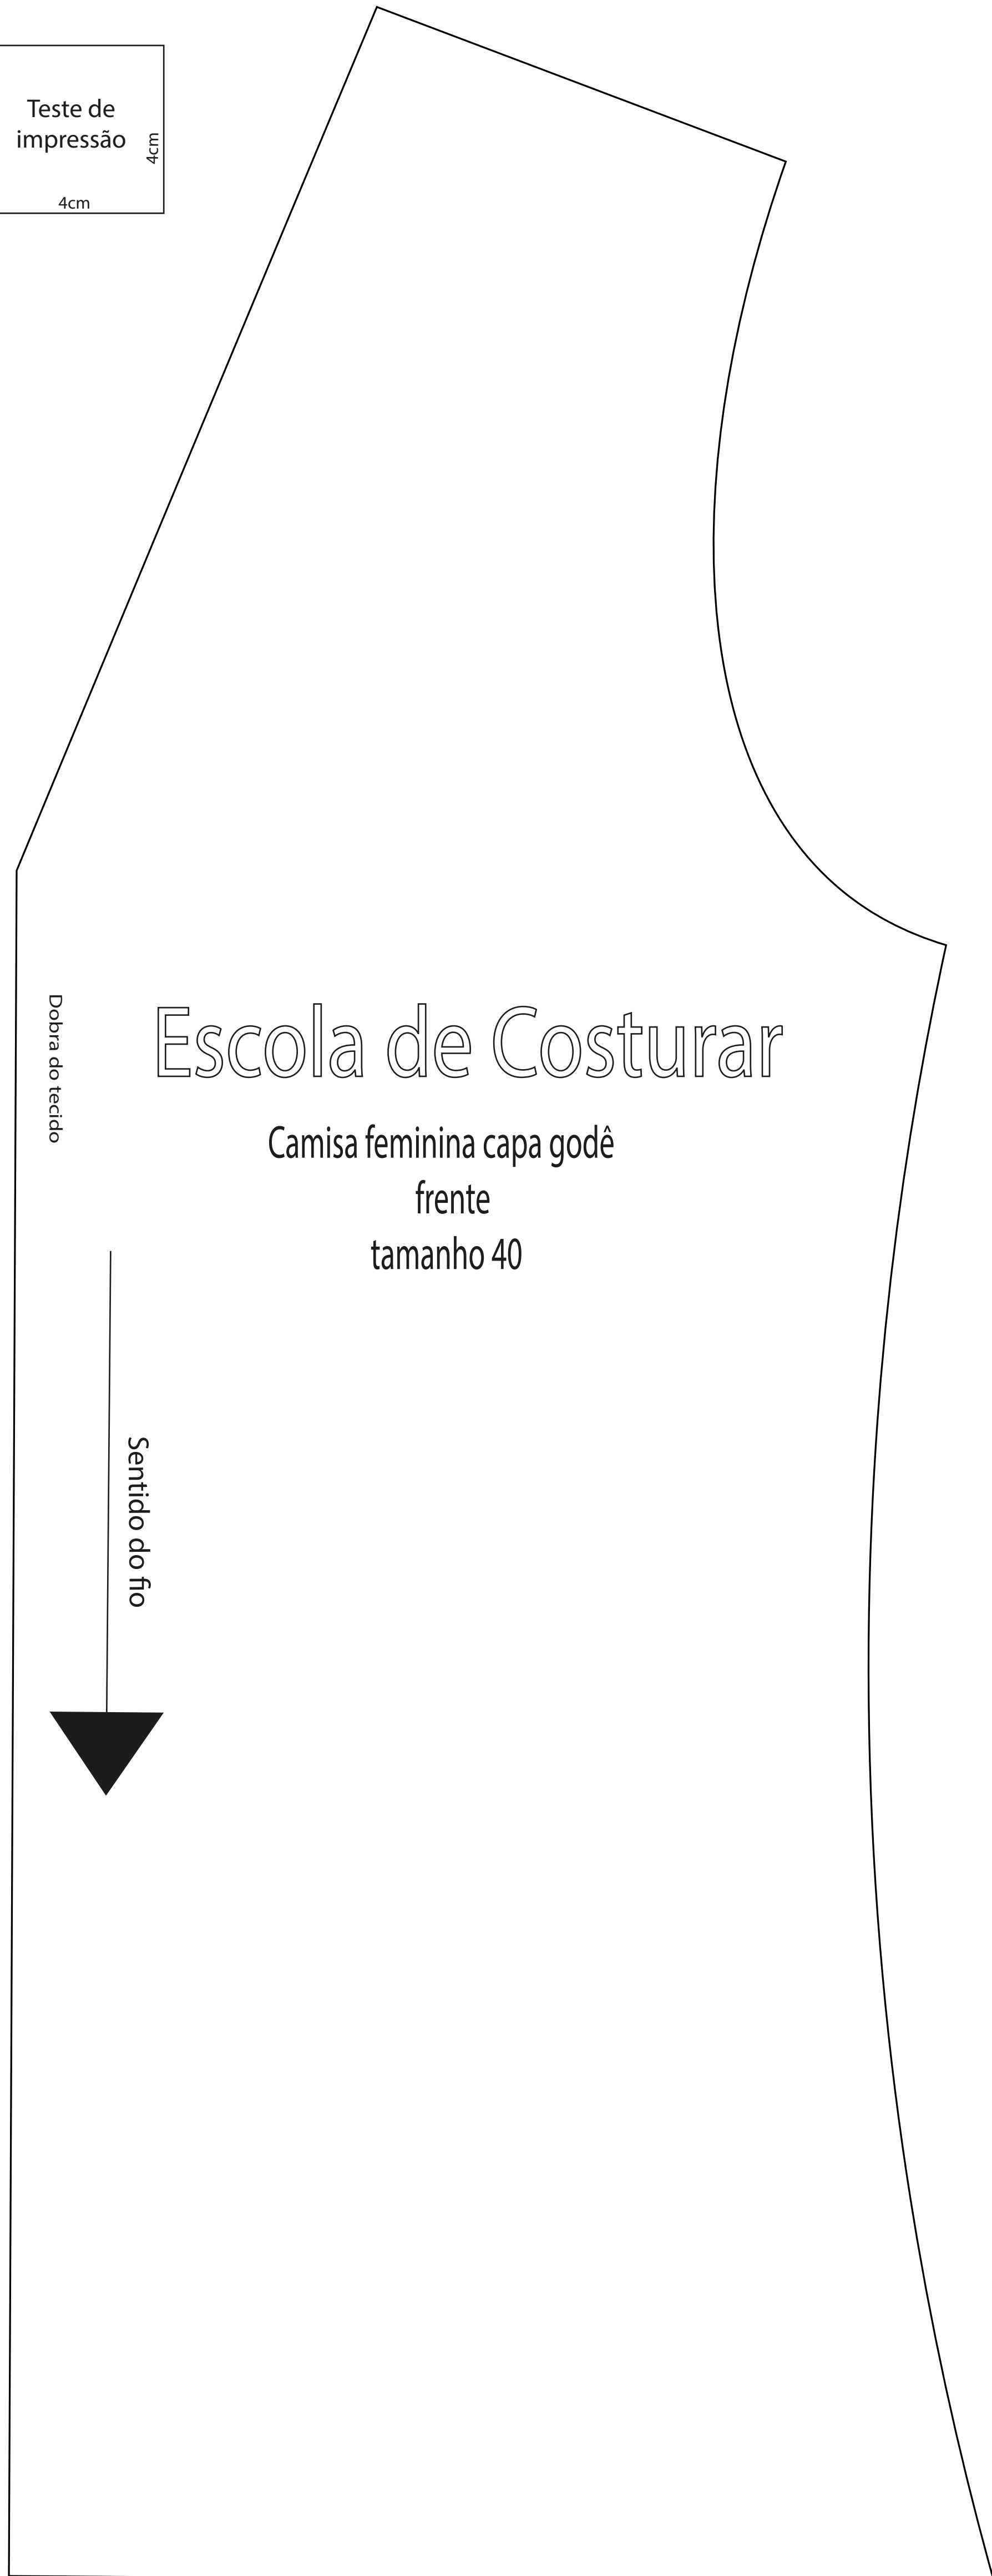 Teste de
impressão
4cm
4cm
Escola de Costurar
Dobra do tecido
Camisa feminina capa godê
frente
tamanho 40
Sentido do fio